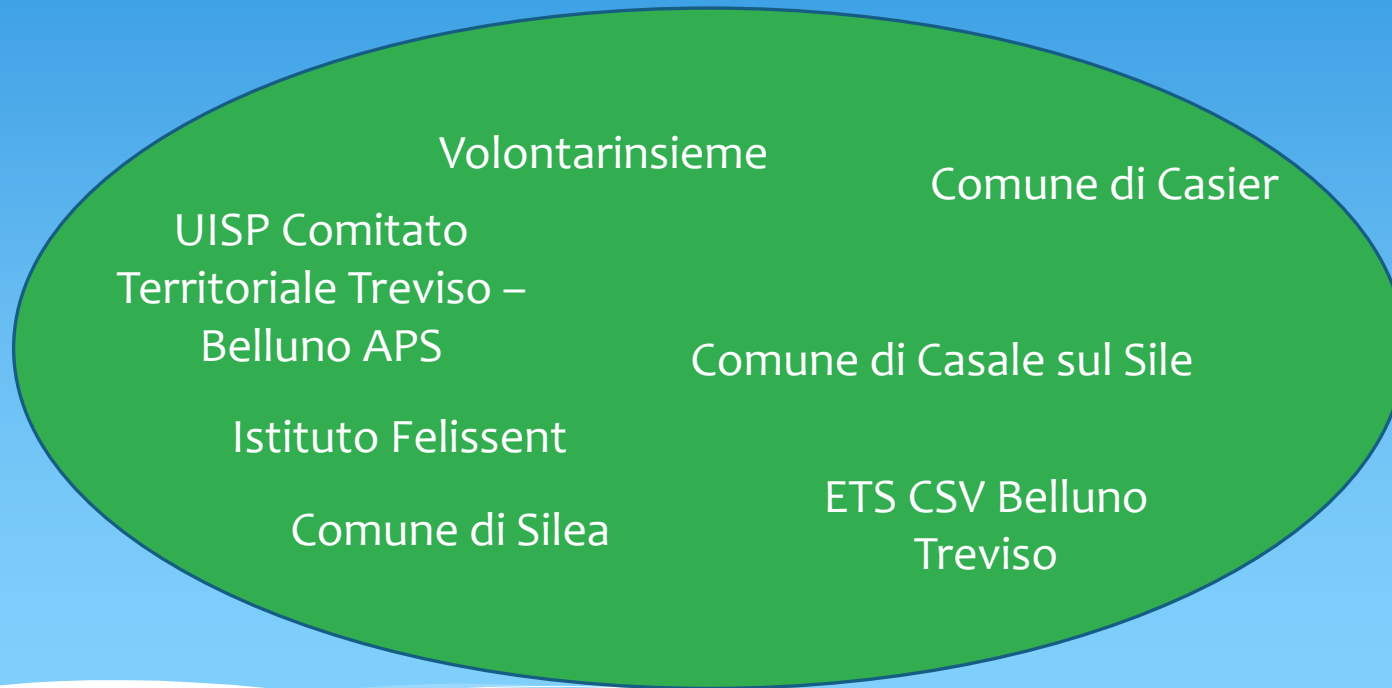 Volontarinsieme
Comune di Casier
UISP Comitato
Territoriale Treviso –
Belluno APS
Comune di Casale sul Sile
Istituto Felissent
ETS CSV Belluno
Treviso
Comune di Silea